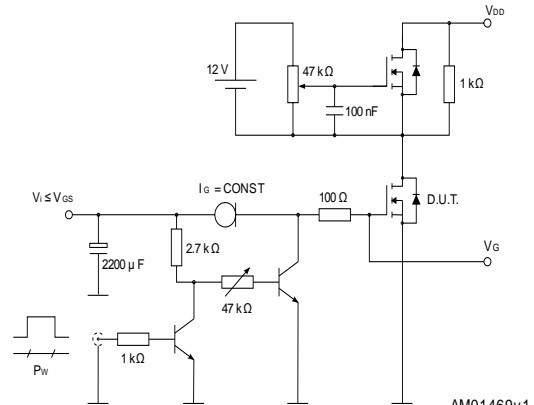 VDD
12 V
47 kΩ
100 nF
1 kΩ
Vi ≤ VGS
IG = CONST
100 Ω
D.U.T.
2.7 kΩ
VG
2200 μF
47 kΩ
1 kΩ
PW
AM01469v1